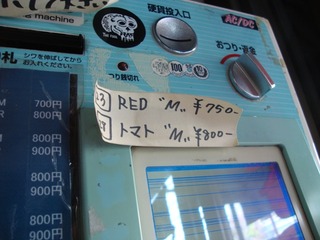 machine
硬貨投入口
AC/DC
おつり・返金
札
シワを伸ばしてから
お入れください。
つり銭切れ
100
RED "M" ¥750-
トマト "M" ¥800-
700円
800円
800円
900円
800円
900円
800円
900円